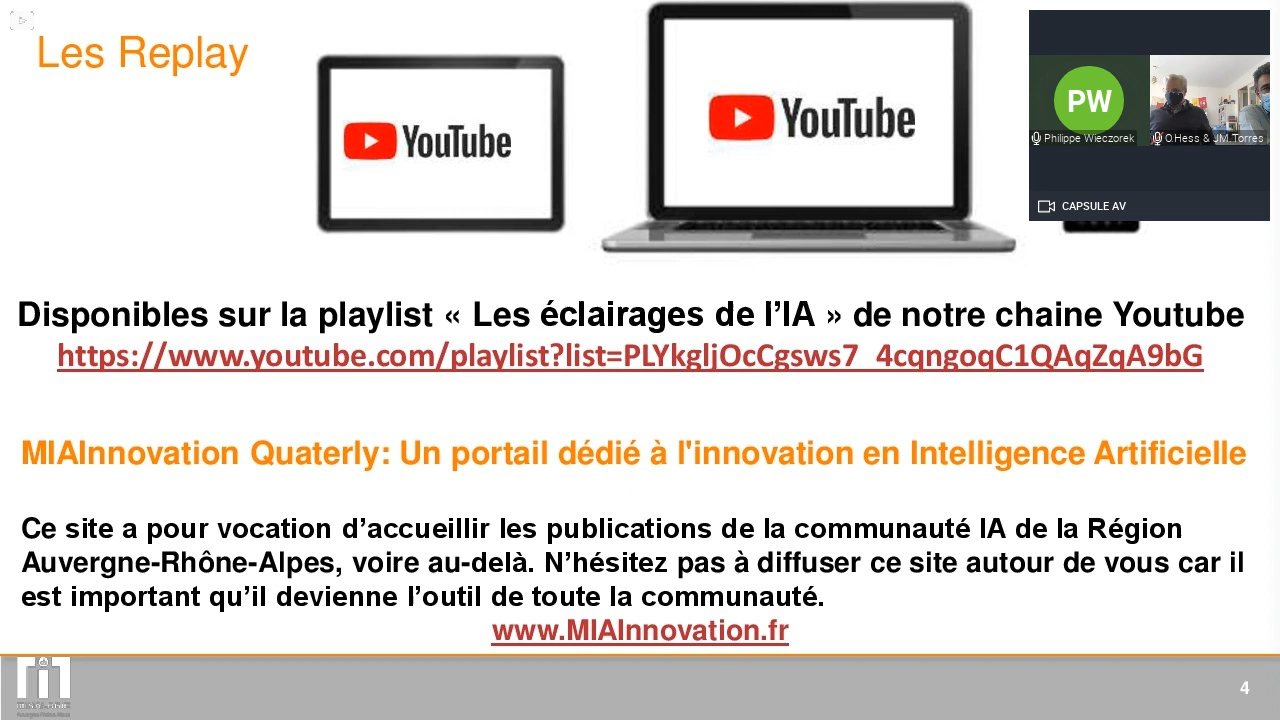 Les Replay
YouTube
YouTube
PW
Philippe Wieczorek
O.Hess & JM.Torres
CAPSULE AV
Disponibles sur la playlist « Les éclairages de l’IA » de notre chaine Youtube
https://www.youtube.com/playlist?list=PLYkgljOcCgsws7_4cqngoqC1QAqZqA9bG
MIAInnovation Quaterly: Un portail dédié à l'innovation en Intelligence Artificielle
Ce site a pour vocation d’accueillir les publications de la communauté IA de la Région
Auvergne-Rhône-Alpes, voire au-delà. N’hésitez pas à diffuser ce site autour de vous car il
est important qu’il devienne l’outil de toute la communauté.
www.MIAInnovation.fr
4